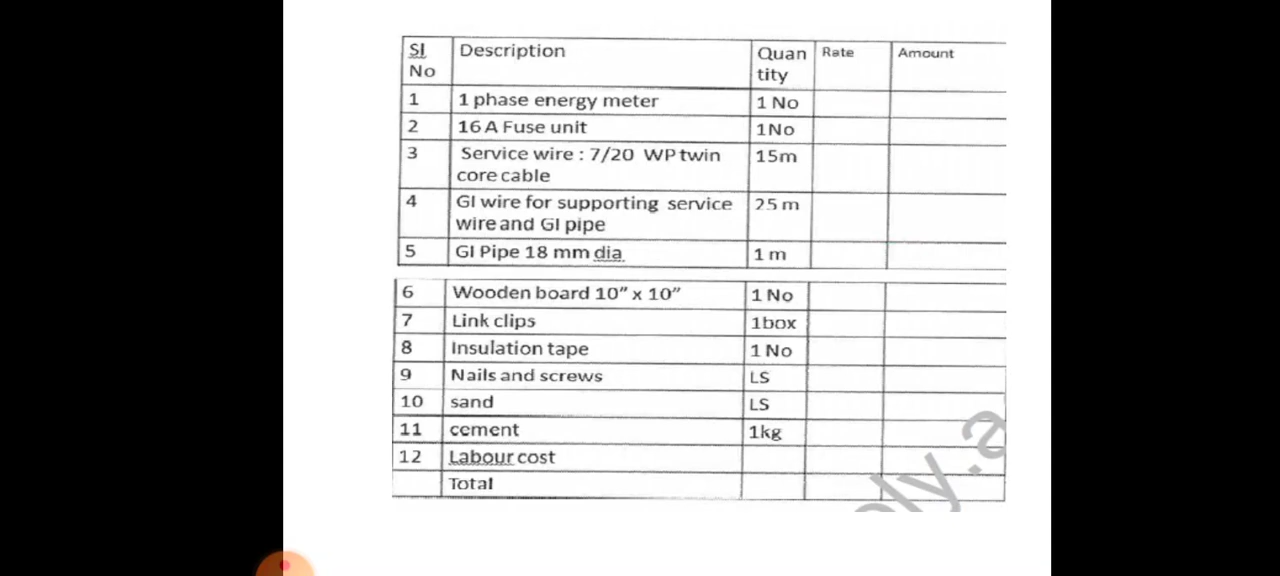 Sl No Description Quantity Rate Amount
1 1 phase energy meter 1 No
2 16 A Fuse unit 1No
3 Service wire : 7/20 WP twin core cable 15m
4 GI wire for supporting service wire and GI pipe 25 m
5 GI Pipe 18 mm dia 1 m
6 Wooden board 10” x 10” 1 No
7 Link clips 1box
8 Insulation tape 1 No
9 Nails and screws LS
10 sand LS
11 cement 1kg
12 Labour cost
Total